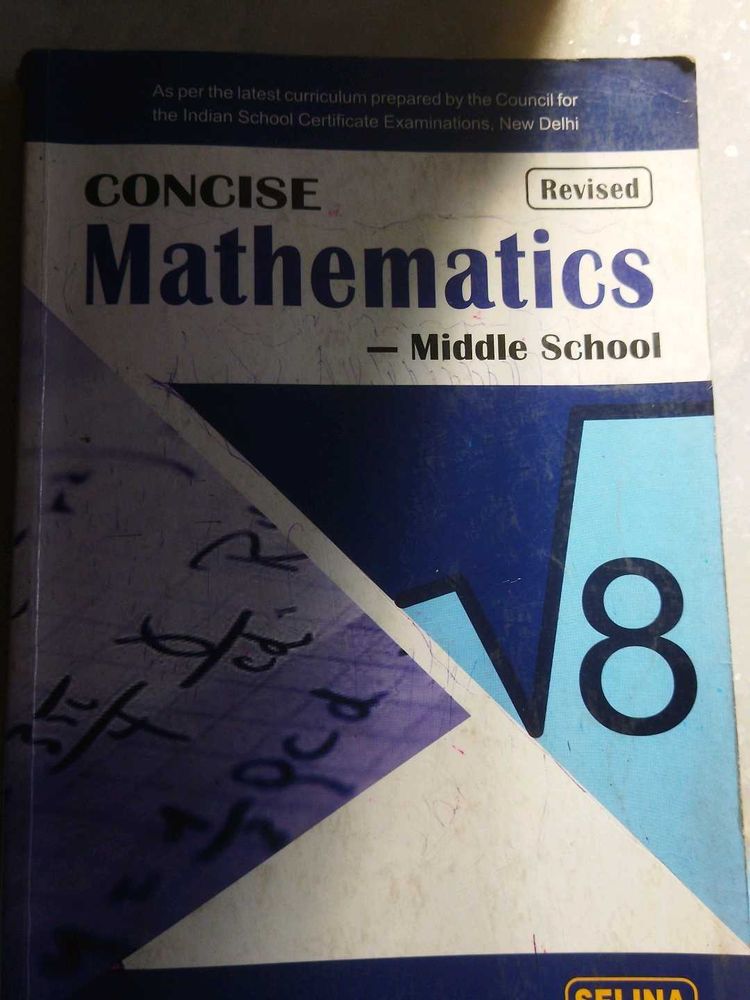 As per the latest curriculum prepared by the Council for
the Indian School Certificate Examinations, New Delhi
CONCISE
Revised
Mathematics
— Middle School
√8
SELINA